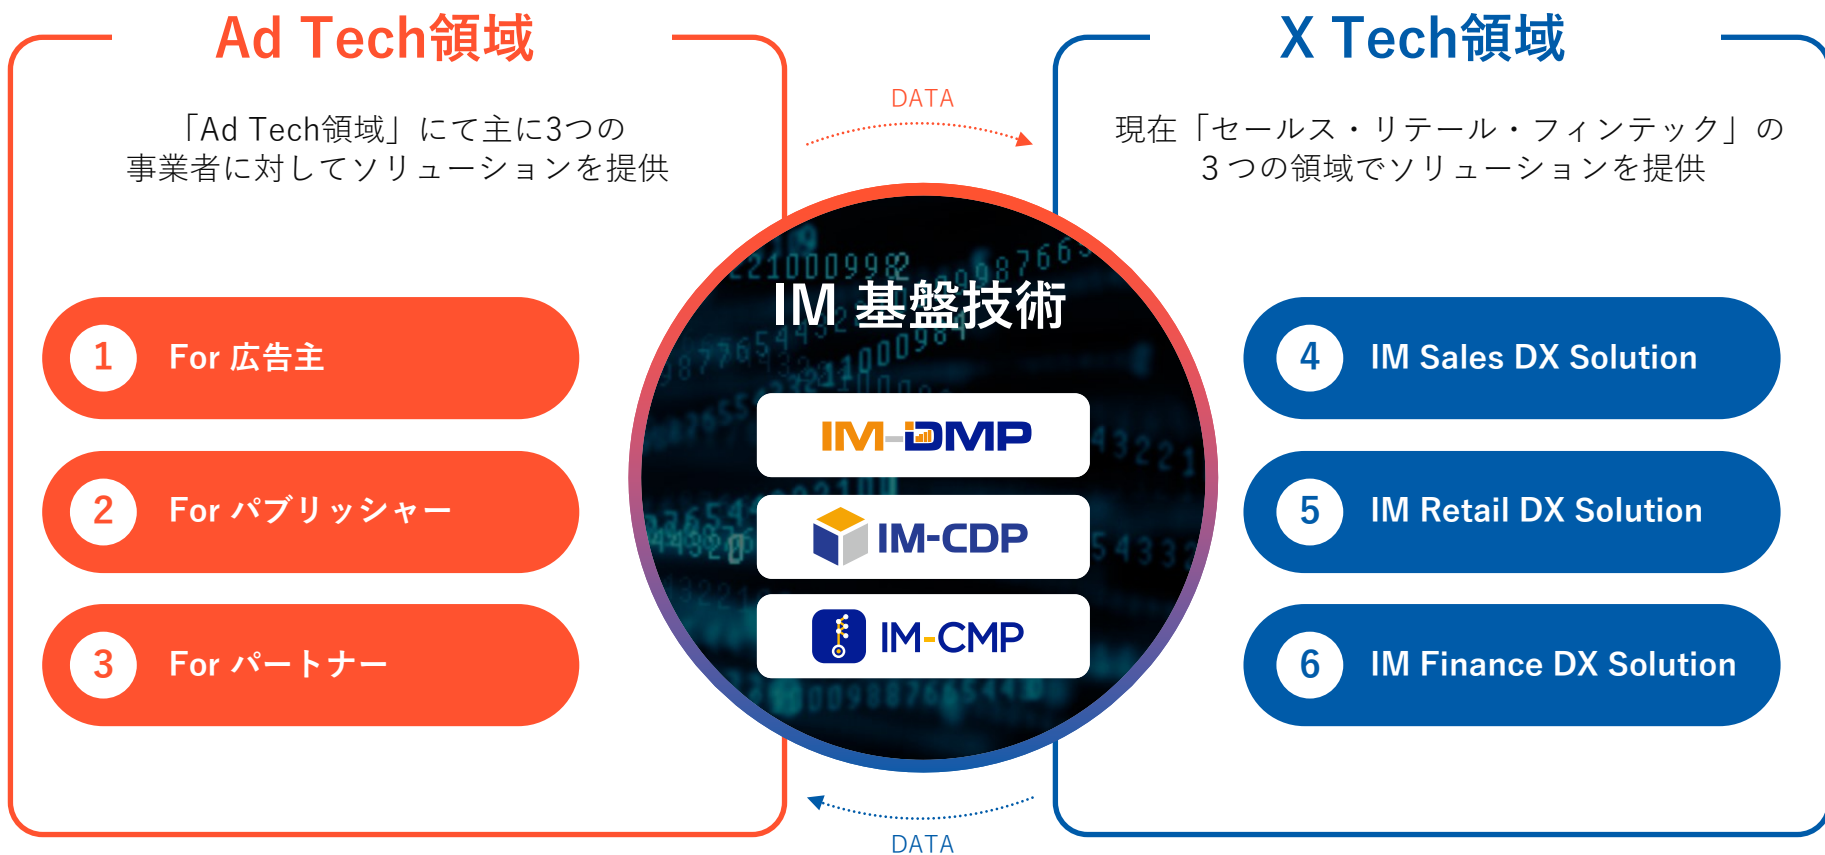 Ad Tech領域
「Ad Tech領域」にて主に3つの
事業者に対してソリューションを提供
1 For 広告主
2 For パブリッシャー
3 For パートナー
DATA
IM 基盤技術
IM-DMP
IM-CDP
IM-CMP
DATA
X Tech領域
現在「セールス・リテール・フィンテック」の
３つの領域でソリューションを提供
4 IM Sales DX Solution
5 IM Retail DX Solution
6 IM Finance DX Solution